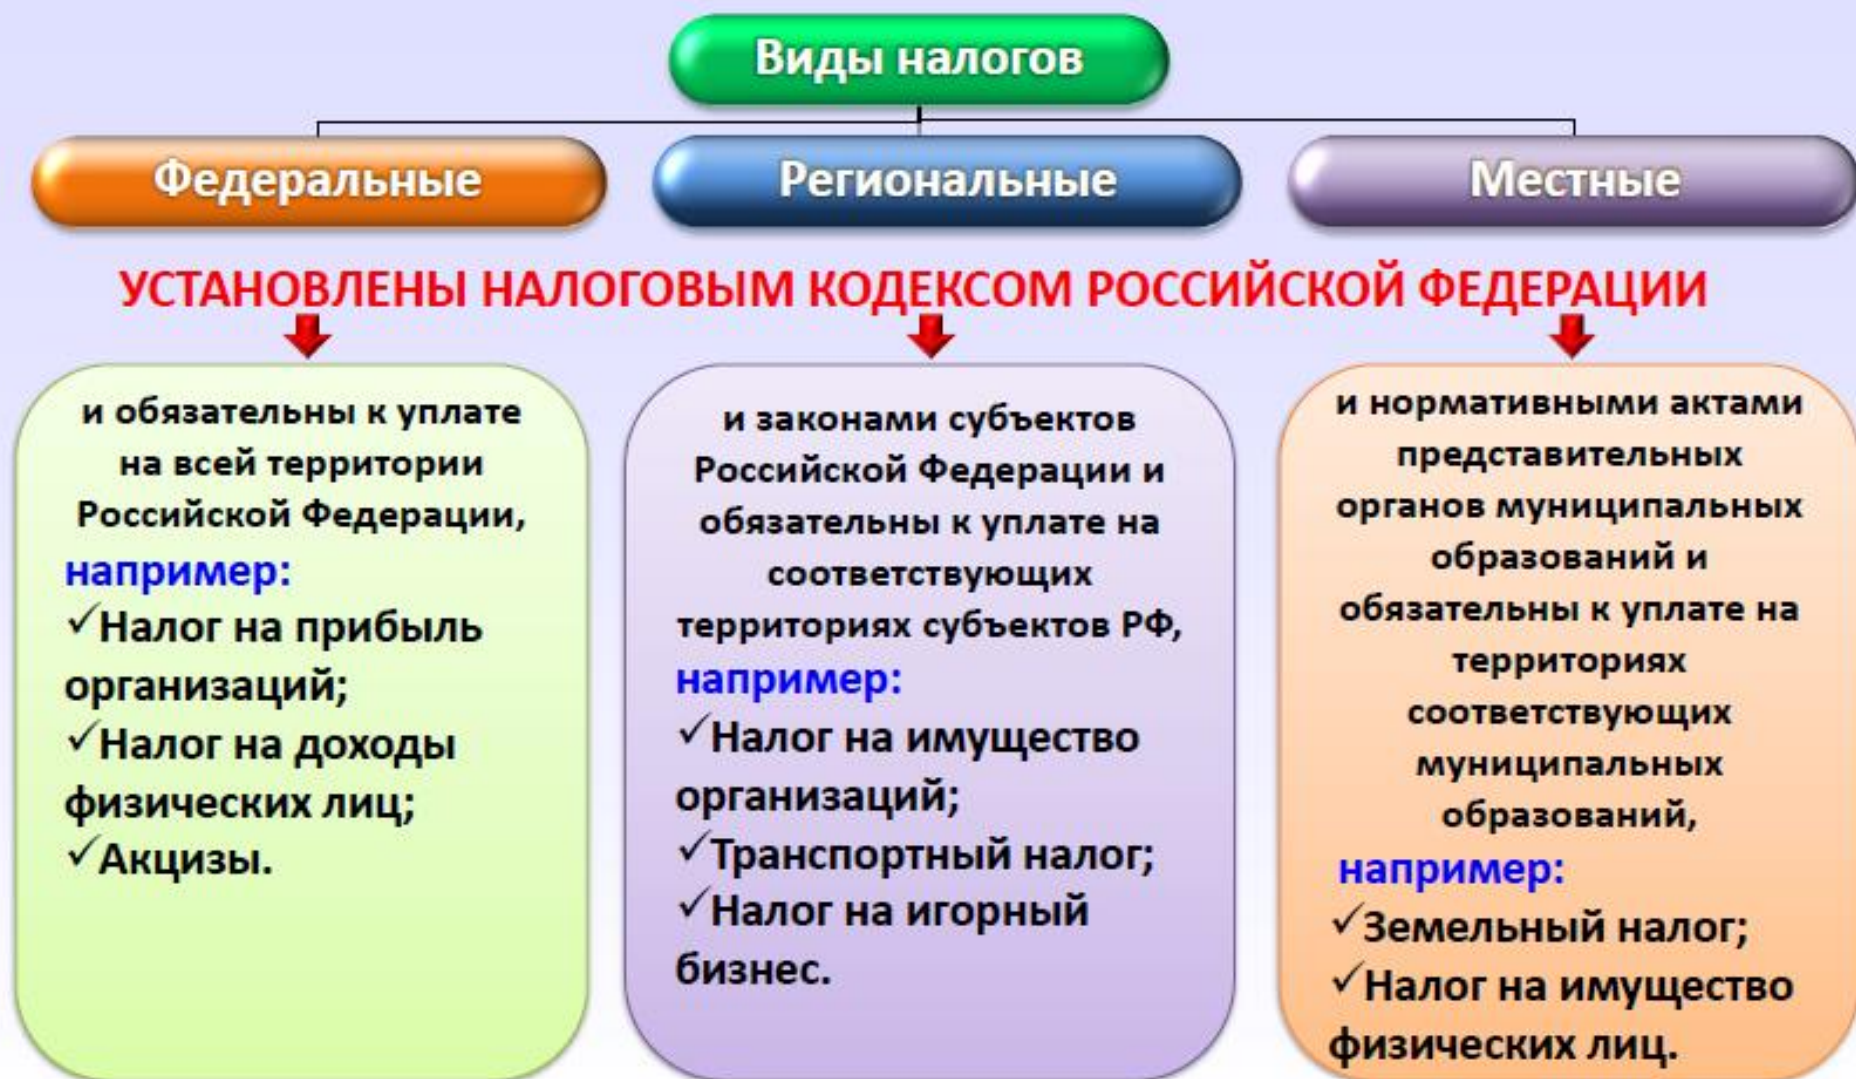 Виды налогов
Федеральные
Региональные
Местные
УСТАНОВЛЕНЫ НАЛОГОВЫМ КОДЕКСОМ РОССИЙСКОЙ ФЕДЕРАЦИИ
и обязательны к уплате
на всей территории
Российской Федерации,
например:
✓Налог на прибыль
организаций;
✓Налог на доходы
физических лиц;
✓Акцизы.
и законами субъектов
Российской Федерации и
обязательны к уплате на
соответствующих
территориях субъектов РФ,
например:
✓Налог на имущество
организаций;
✓Транспортный налог;
✓Налог на игорный
бизнес.
и нормативными актами
представительных
органов муниципальных
образований и
обязательны к уплате на
территориях
соответствующих
муниципальных
образований,
например:
✓Земельный налог;
✓Налог на имущество
физических лиц.